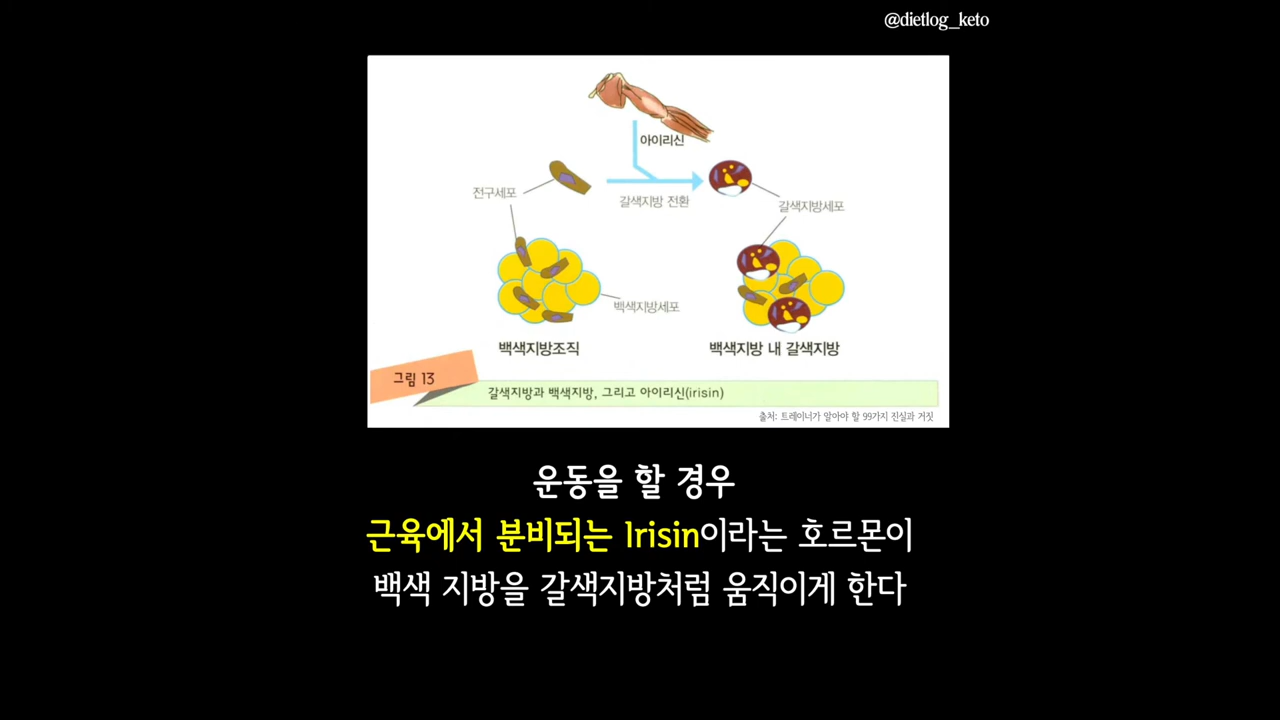 @dietlog_keto
아이리신
전구세포
갈색지방 전환
갈색지방세포
백색지방세포
백색지방조직
백색지방 내 갈색지방
그림 13
갈색지방과 백색지방, 그리고 아이리신(irisin)
출처: 트레이너가 알아야 할 99가지 진실과 거짓
운동을 할 경우
근육에서 분비되는 Irisin이라는 호르몬이
백색 지방을 갈색지방처럼 움직이게 한다